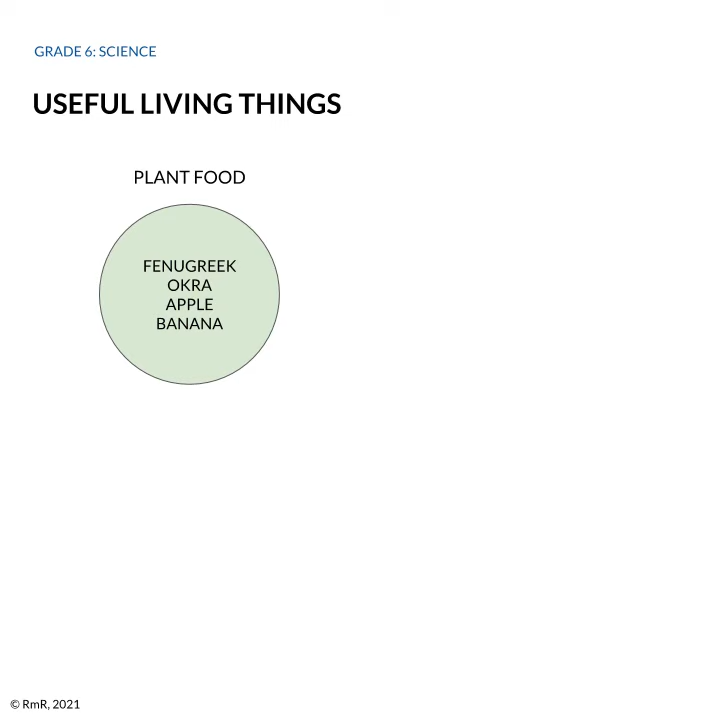 GRADE 6: SCIENCE
USEFUL LIVING THINGS
PLANT FOOD
FENUGREEK
OKRA
APPLE
BANANA
© RmR, 2021